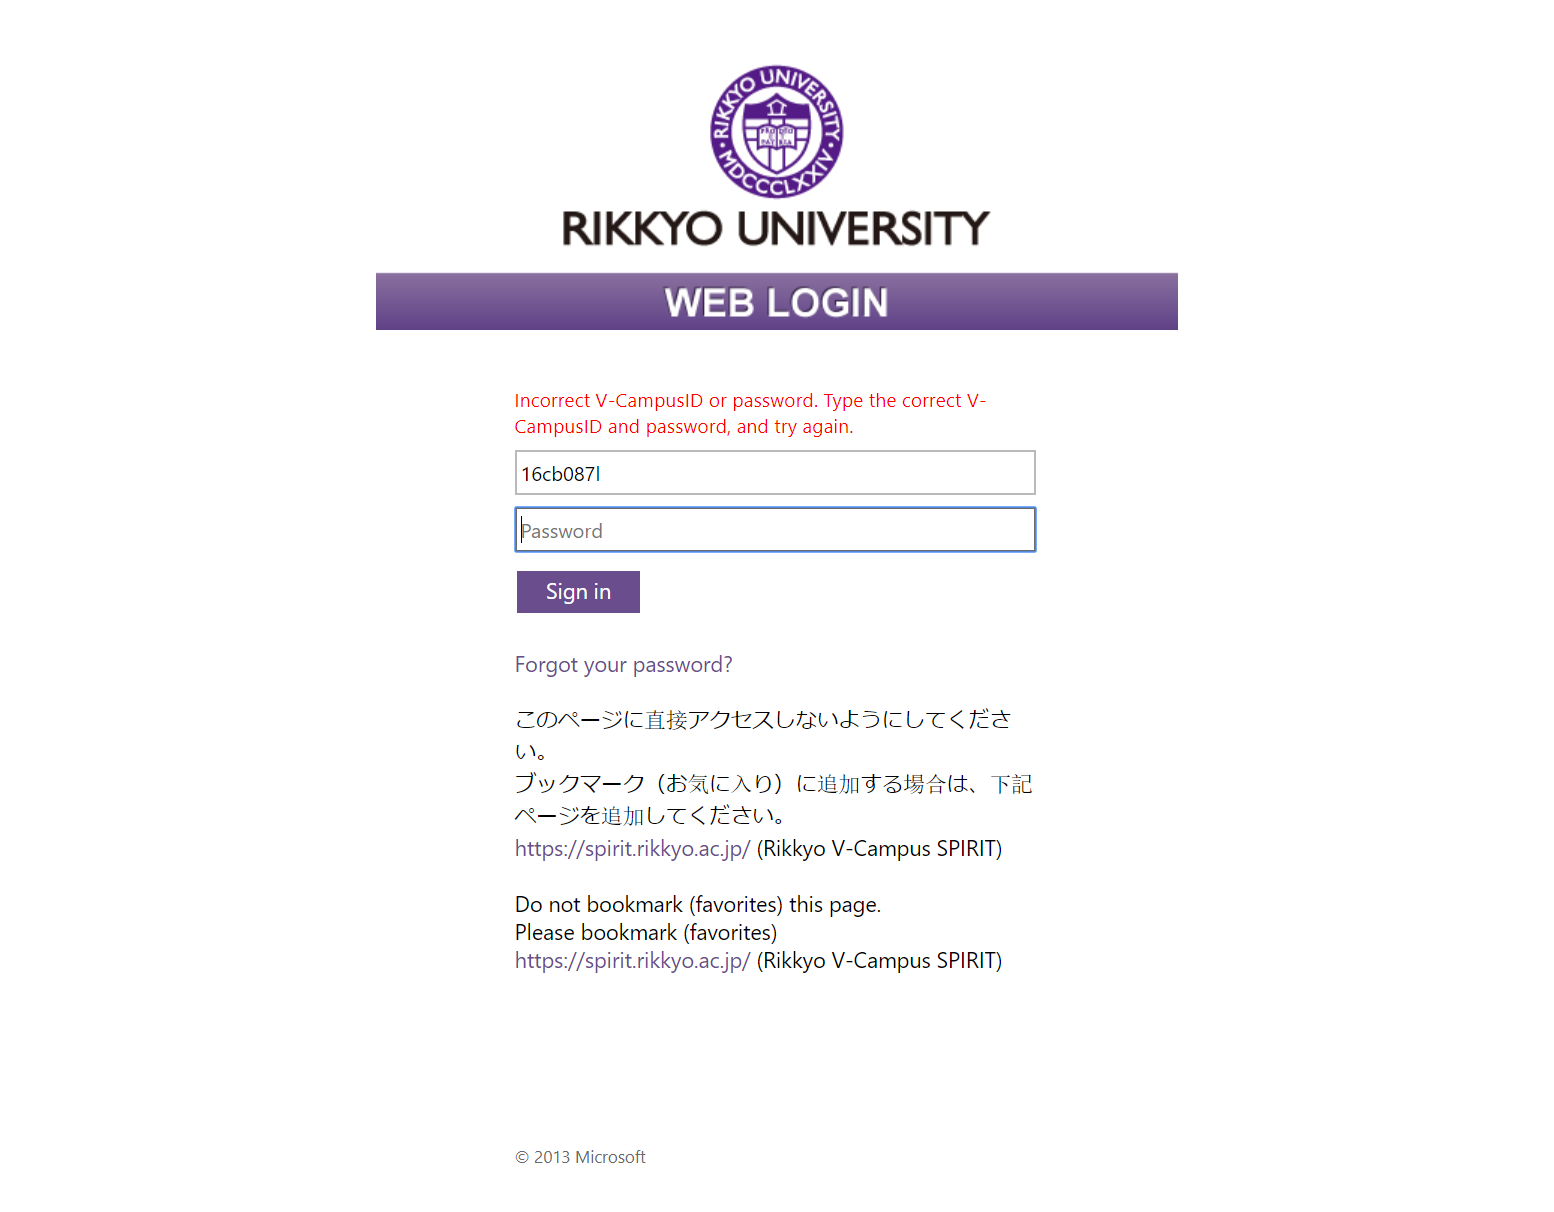 RIKKYO UNIVERSITY
MDCCCLXXIV
PRO DEO
ET
PATRIA
RIKKYO UNIVERSITY
WEB LOGIN
Incorrect V-CampusID or password. Type the correct V-
CampusID and password, and try again.
16cb087l
Password
Sign in
Forgot your password?
このページに直接アクセスしないようにしてくださ
い。
ブックマーク（お気に入り）に追加する場合は、下記
ページを追加してください。
https://spirit.rikkyo.ac.jp/ (Rikkyo V-Campus SPIRIT)
Do not bookmark (favorites) this page.
Please bookmark (favorites)
https://spirit.rikkyo.ac.jp/ (Rikkyo V-Campus SPIRIT)
© 2013 Microsoft